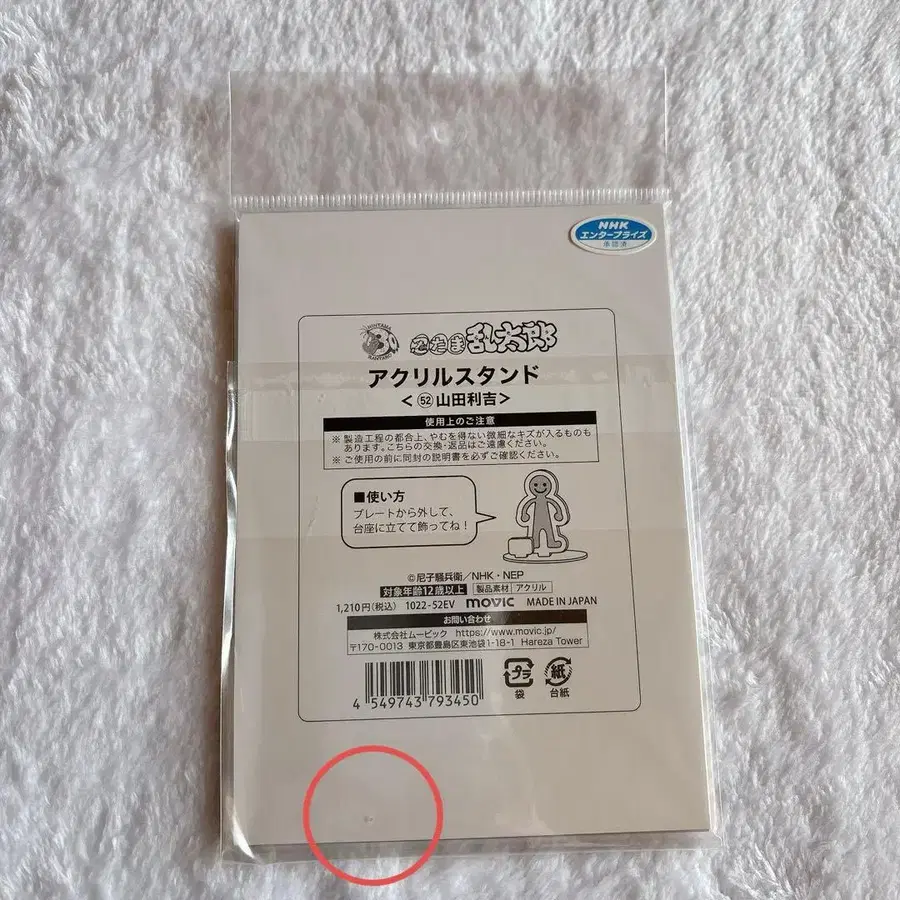 NHK
エンタープライズ
承認済
NINTAMA
30
RANTARO
忍たま乱太郎
アクリルスタンド
<㊾山田利吉>
使用上のご注意
※製造工程の都合上、やむを得ない微細なキズが入るものも
あります。こちらの交換・返品はご遠慮ください。
※ご使用の前に同封の説明書を必ずご確認ください。
■使い方
プレートから外して、
台座に立てて飾ってね!
©尼子騒兵衛/NHK・NEP
対象年齢12歳以上 製品素材 アクリル
1,210円(税込) 1022-52EV movic MADE IN JAPAN
お問い合わせ
株式会社ムービック https://www.movic.jp/
〒170-0013 東京都豊島区東池袋1-18-1 Hareza Tower
4 549743 793450
プラ 紙
袋 台紙